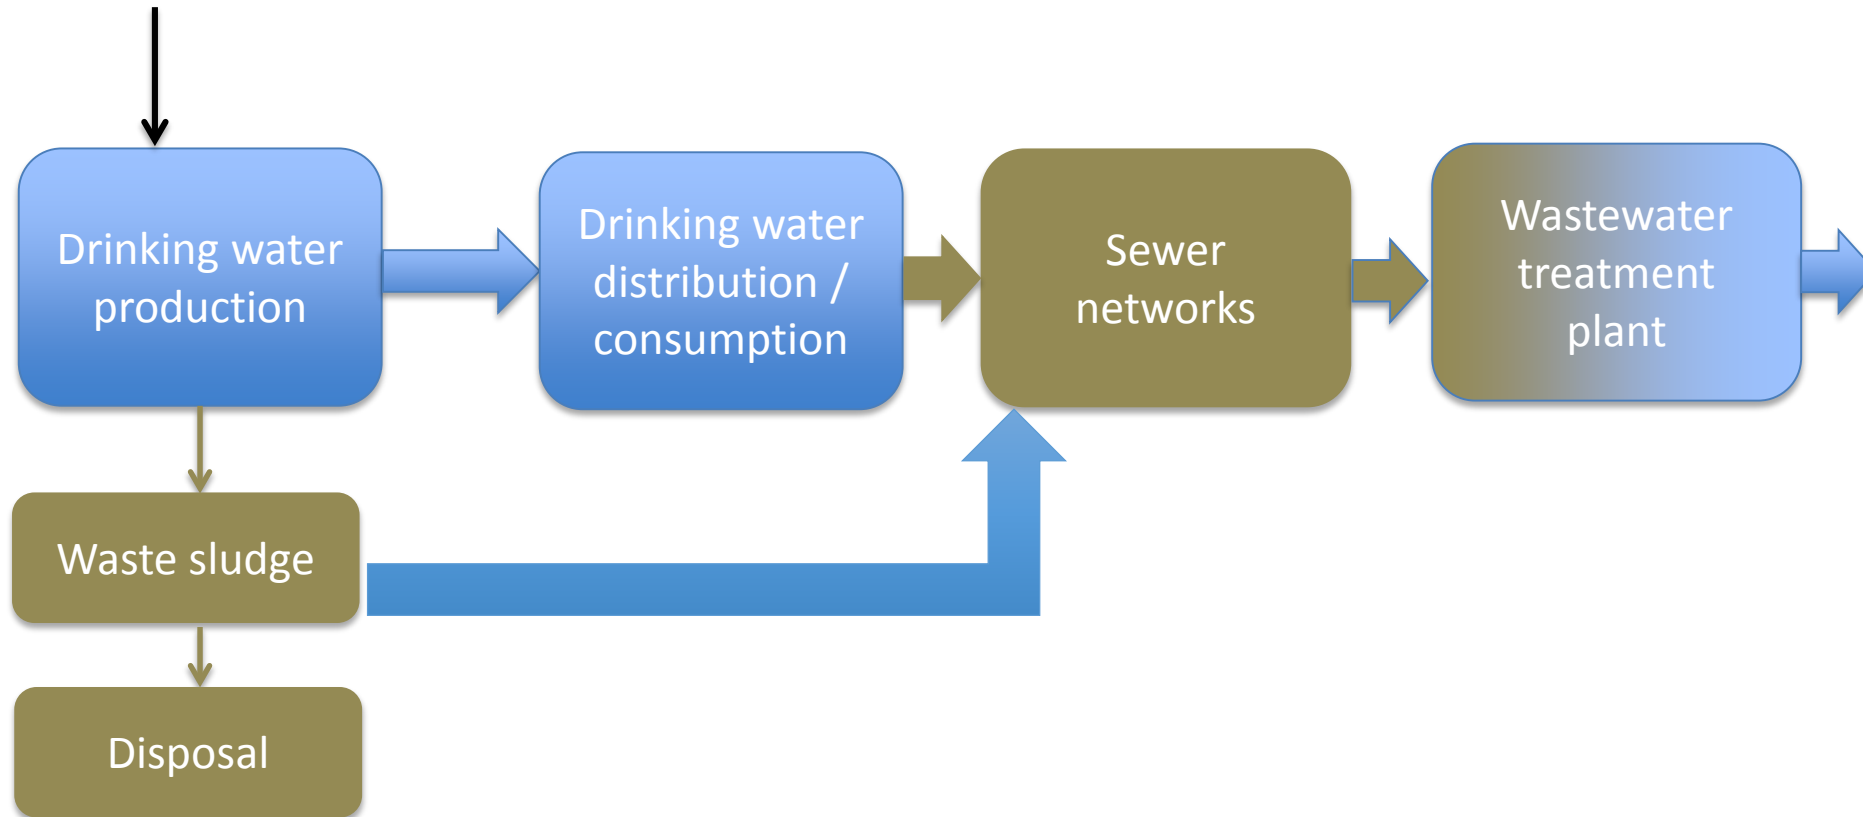 Drinking water
production
Drinking water
distribution /
consumption
Sewer
networks
Wastewater
treatment
plant
Waste sludge
Disposal